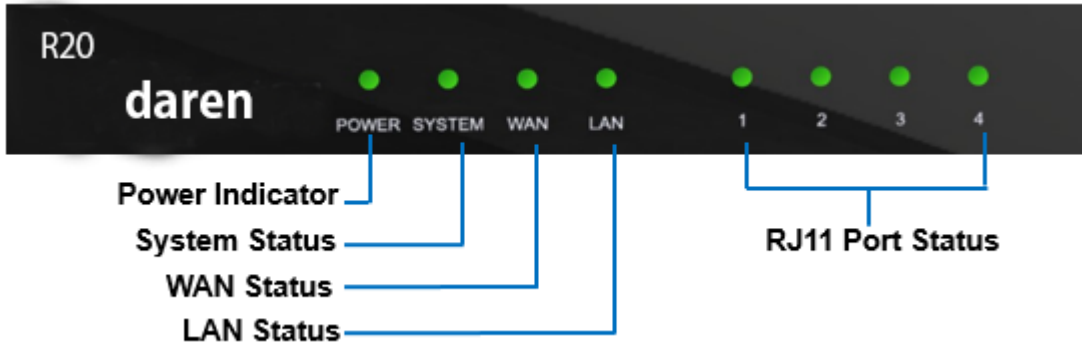 R20
daren
POWER SYSTEM WAN LAN 1 2 3 4
Power Indicator
System Status
RJ11 Port Status
WAN Status
LAN Status